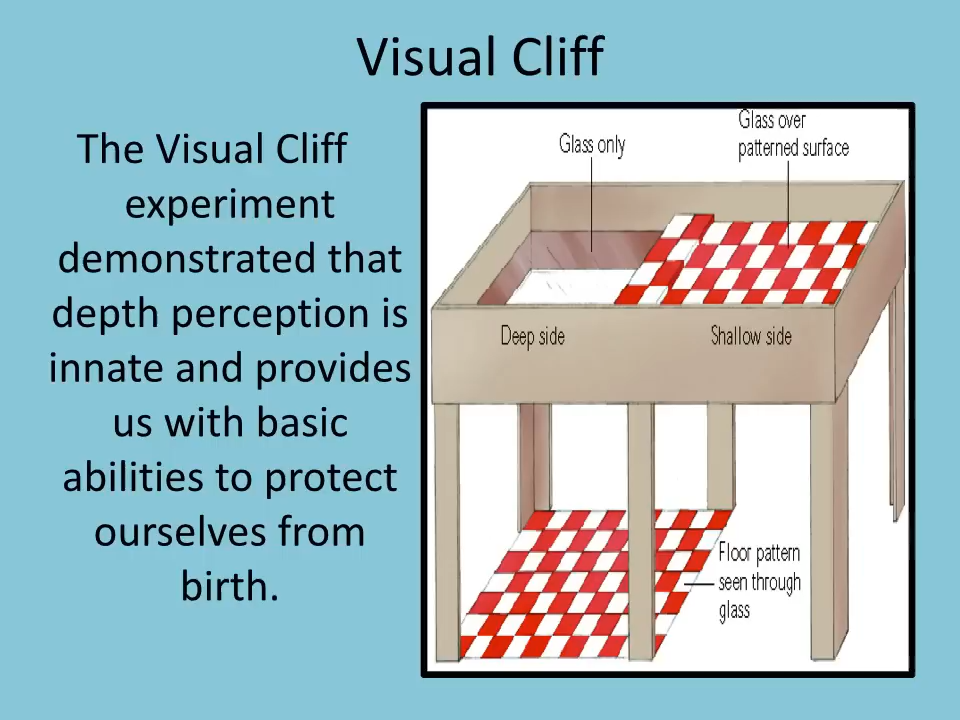 Visual Cliff
The Visual Cliff
experiment
demonstrated that
depth perception is
innate and provides
us with basic
abilities to protect
ourselves from
birth.
Glass only
Glass over
patterned surface
Deep side
Shallow side
Floor pattern
seen through
glass